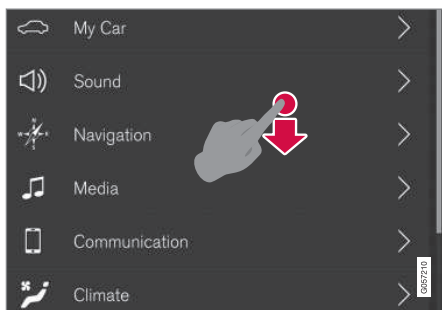 My Car
Sound
Navigation
Media
Communication
Climate
G057210